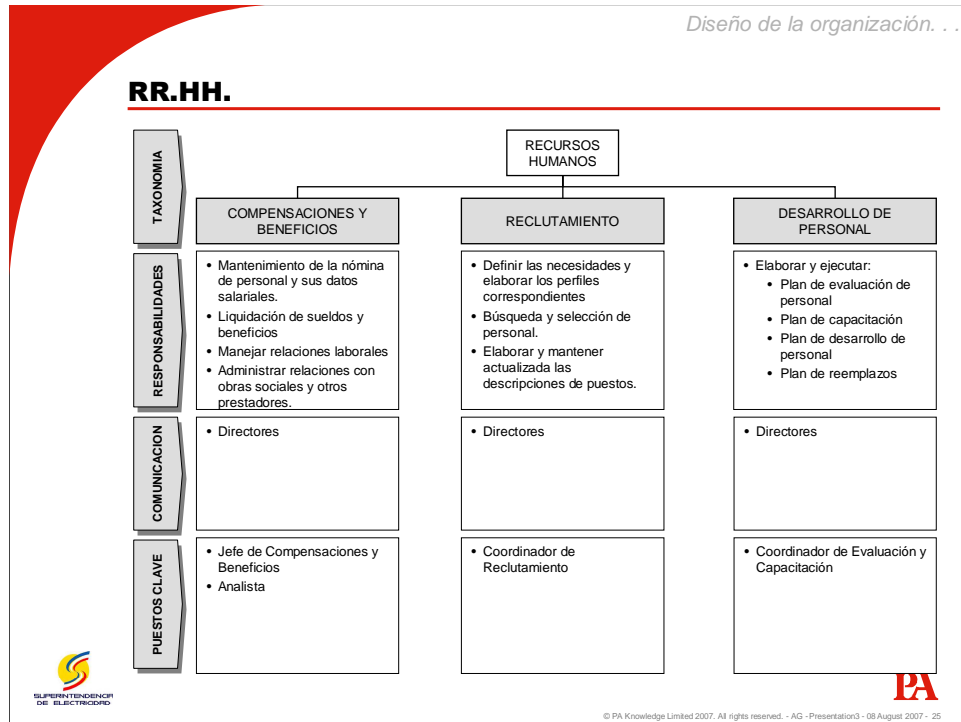 Diseño de la organización. . .
RR.HH.
TAXONOMIA
RECURSOS
HUMANOS
COMPENSACIONES Y
BENEFICIOS
RECLUTAMIENTO
DESARROLLO DE
PERSONAL
RESPONSABILIDADES
• Mantenimiento de la nómina
de personal y sus datos
salariales.
• Liquidación de sueldos y
beneficios
• Manejar relaciones laborales
• Administrar relaciones con
obras sociales y otros
prestadores.
• Definir las necesidades y
elaborar los perfiles
correspondientes
• Búsqueda y selección de
personal.
• Elaborar y mantener
actualizada las
descripciones de puestos.
• Elaborar y ejecutar:
• Plan de evaluación de
personal
• Plan de capacitación
• Plan de desarrollo de
personal
• Plan de reemplazos
COMUNICACION
• Directores
• Directores
• Directores
PUESTOS CLAVE
• Jefe de Compensaciones y
Beneficios
• Analista
• Coordinador de
Reclutamiento
• Coordinador de Evaluación y
Capacitación
SUPERINTENDENCIA
DE ELECTRICIDAD
PA
© PA Knowledge Limited 2007. All rights reserved. - AG - Presentation3 - 08 August 2007 - 25